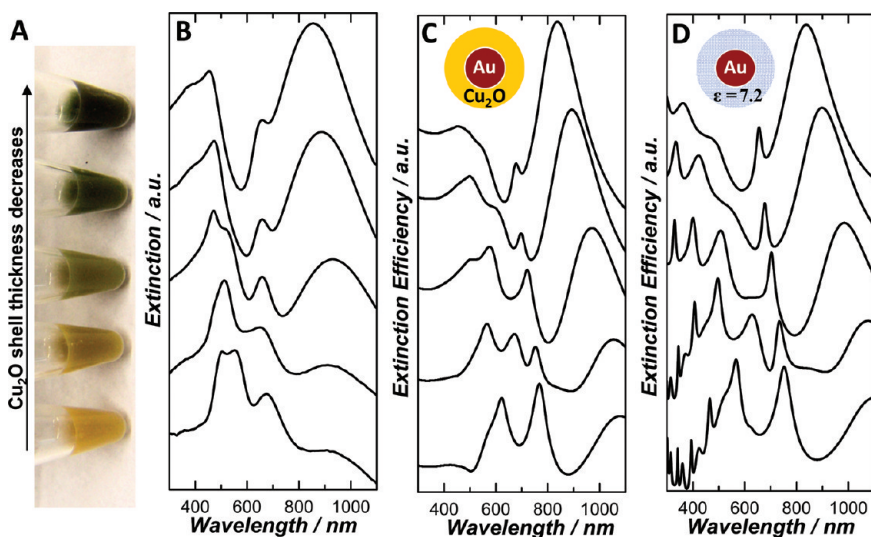 A
Cu₂O shell thickness decreases
B
Extinction / a.u.
400 600 800 1000
Wavelength / nm
C
Au
Cu₂O
Extinction Efficiency / a.u.
400 600 800 1000
Wavelength / nm
D
Au
ε = 7.2
Extinction Efficiency / a.u.
400 600 800 1000
Wavelength / nm